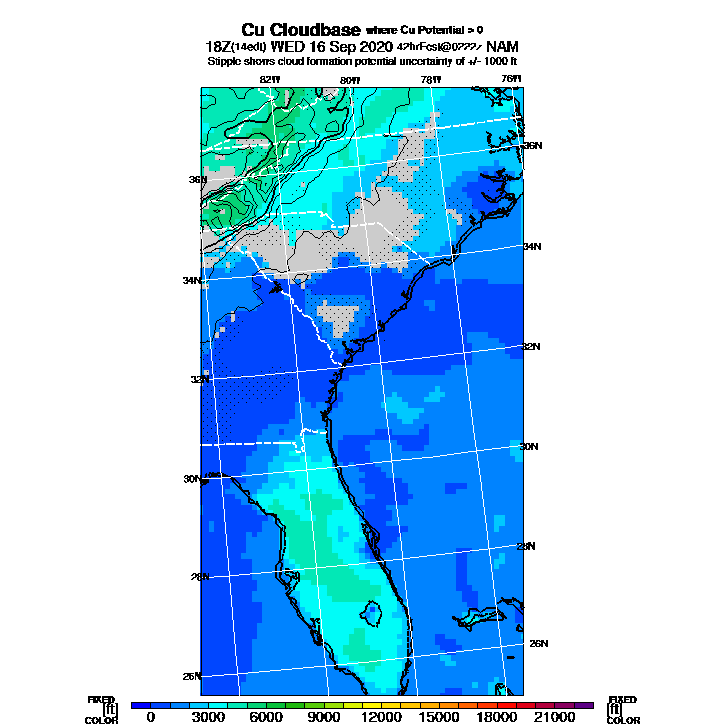 Cu Cloudbase where Cu Potential > 0
18Z(14edt) WED 16 Sep 2020 42hrFcst@0222z NAM
Stipple shows cloud formation potential uncertainty of +/- 1000 ft
82W 80W 78W 76W
36N
36N
34N
34N
32N
32N
30N
30N
28N
28N
26N
26N
FIXED FIXED
[ft] [ft]
COLOR COLOR
0 3000 6000 9000 12000 15000 18000 21000